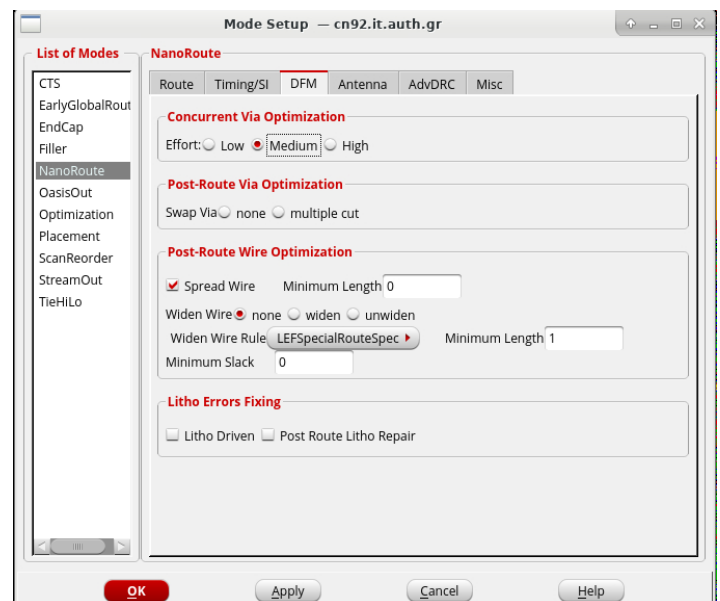 Mode Setup — cn92.it.auth.gr
List of Modes
CTS
EarlyGlobalRout
EndCap
Filler
NanoRoute
OasisOut
Optimization
Placement
ScanReorder
StreamOut
TieHiLo
NanoRoute
Route Timing/SI DFM Antenna AdvDRC Misc
Concurrent Via Optimization
Effort: Low Medium High
Post-Route Via Optimization
Swap Via none multiple cut
Post-Route Wire Optimization
Spread Wire Minimum Length 0
Widen Wire none widen unwiden
Widen Wire Rule LEFSpecialRouteSpec Minimum Length 1
Minimum Slack 0
Litho Errors Fixing
Litho Driven Post Route Litho Repair
OK Apply Cancel Help